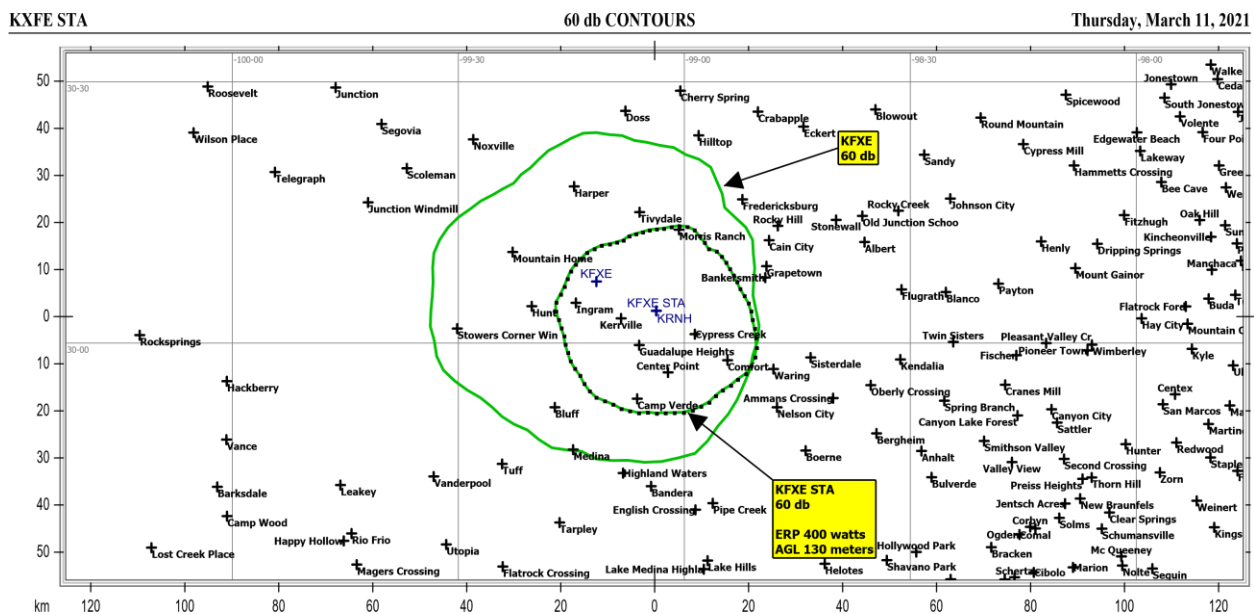 KXFE STA 60 db CONTOURS Thursday, March 11, 2021
-100-00 -99-30 -99-00 -98-30 -98-00
Walke
Jonestown
50 Ceda
30-30
Roosevelt Junction Cherry Spring Spicewood South Jonestown
Doss Crabapple Blowout Volente
40 Segovia Eckert Round Mountain
Wilson Place Noxville Hilltop KFXE Edgewater Beach Four Poi
60 db Cypress Mill Lakeway
Sandy
30 Telegraph Scoleman Hammetts Crossing Gree
Bee Cave
Harper We
Junction Windmill Fredericksburg Rocky Creek Johnson City
20 Tivydale Rocky Hill Stonewall Old Junction Schoo Fitzhugh Oak Hill
Morris Ranch Kincheonville Sun
Cain City Albert Henly Dripping Springs
Mountain Home Manchaca
10 Bankersmith Grapetown Mount Gainor
KFXE Payton
Flugrath Blanco Buda
KFXE STA
Hunt Ingram Flatrock Ford
0 Kerrville KRNH Hay City
Stowers Corner Win Cypress Creek Mountain C
Rocksprings Twin Sisters Pleasant Valley Cr.
30-00 Guadalupe Heights Fischer Pioneer Town Wimberley Kyle
10 Center Point Comfort Sisterdale Kendalia
Waring
Hackberry Ammans Crossing Oberly Crossing Cranes Mill Centex
Camp Verde Spring Branch
20 Bluff Nelson City Canyon Lake Forest Canyon City San Marcos
Sattler
Vance Bergheim Smithson Valley Hunter Redwood
Medina Boerne Anhalt
30 Tuff Valley View Second Crossing Staple
Vanderpool Highland Waters Bulverde Preiss Heights Thorn Hill Zorn
Barksdale Leakey Bandera KFXE STA
60 db
40 English Crossing Pipe Creek Jentsch Acres New Braunfels Weinert
Camp Wood Tarpley Corbyn Solms Clear Springs
ERP 400 watts
Happy Hollow Rio Frio Ogden Comal Schumansville Kings
50 Lost Creek Place Utopia AGL 130 meters Hollywood Park Bracken Mc Queeney
Magers Crossing Flatrock Crossing Lake Medina Highl Lake Hills Helotes Shavano Park Schertz Cibolo Marion Nolte Seguin
km 120 100 80 60 40 20 0 20 40 60 80 100 120